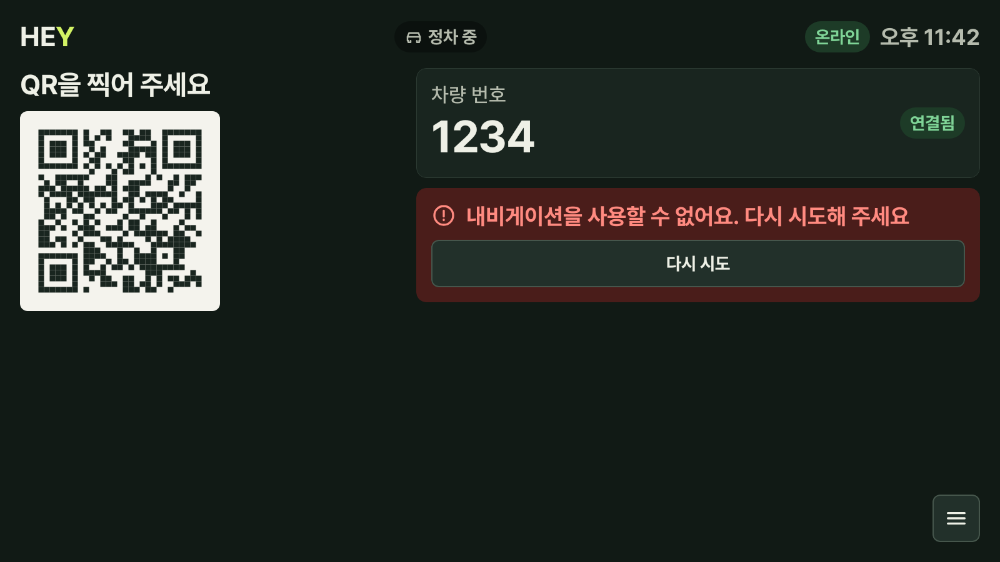 HEY
정차 중
온라인
오후 11:42
QR을 찍어 주세요
차량 번호
1234
연결됨
내비게이션을 사용할 수 없어요. 다시 시도해 주세요
다시 시도